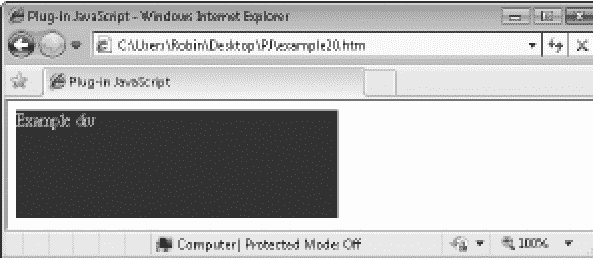 Plug-in JavaScript - Windows Internet Explorer
C:\Users\Robin\Desktop\PJ\example20.htm
Plug-in JavaScript
Example div
Computer | Protected Mode: Off
100%